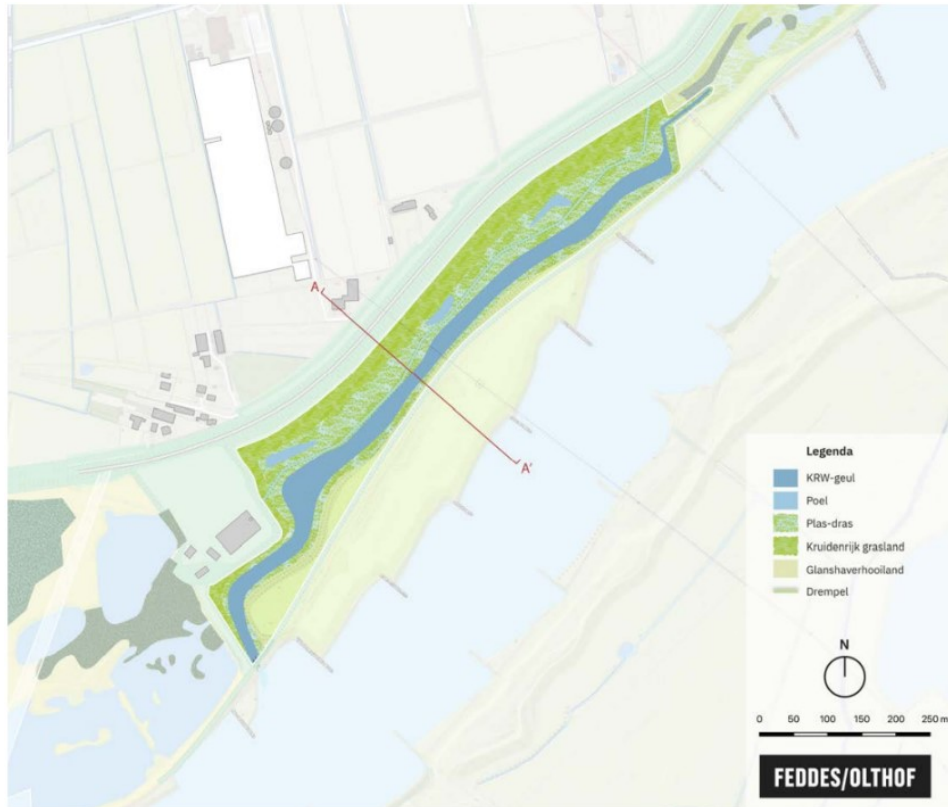 A
A'
Legenda
KRW-geul
Poel
Plas-dras
Kruidenrijk grasland
Glanshaverhooiland
Drempel
N
0 50 100 150 200 250 m
FEDDES/OLTHOF